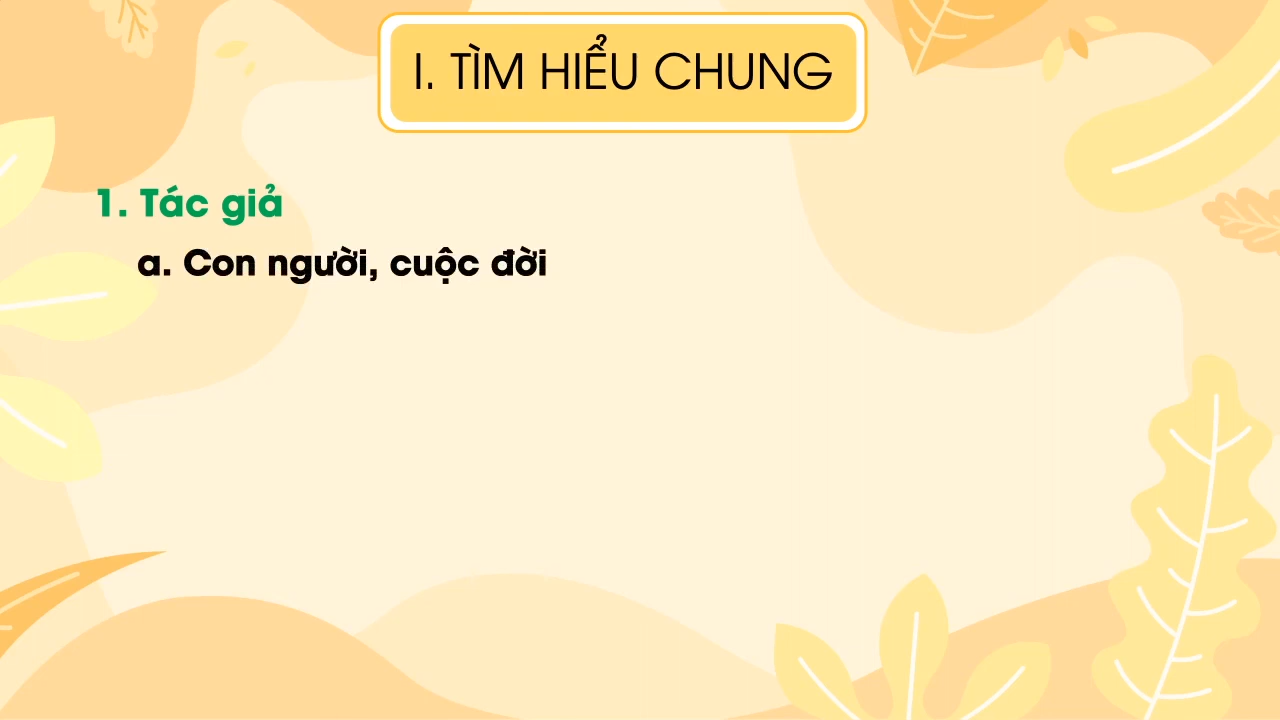 I. TÌM HIỂU CHUNG
1. Tác giả
a. Con người, cuộc đời